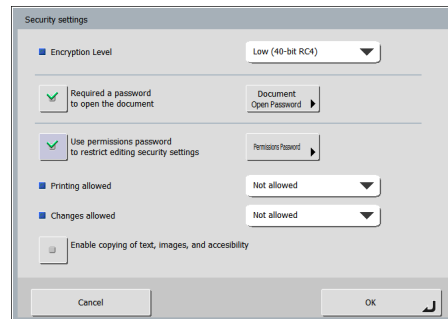 Security settings
Encryption Level
Low (40-bit RC4)
Required a password
to open the document
Document
Open Password
Use permissions password
to restrict editing security settings
Permissions Password
Printing allowed
Not allowed
Changes allowed
Not allowed
Enable copying of text, images, and accesibility
Cancel
OK